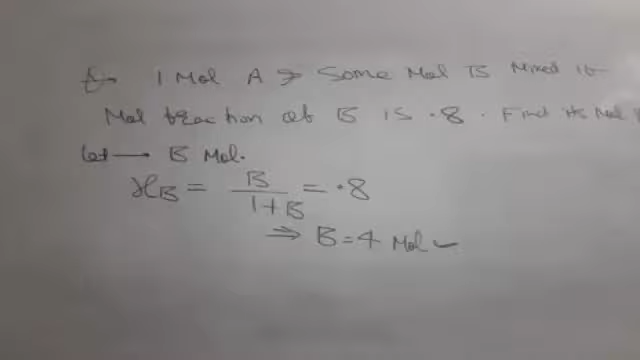 1 Mol A & Some Mol B Mixed if
Mol fraction of B is .8. Find its Mol
Let → B Mol.
xB = B/1+B = .8
⇒ B = 4 Mol